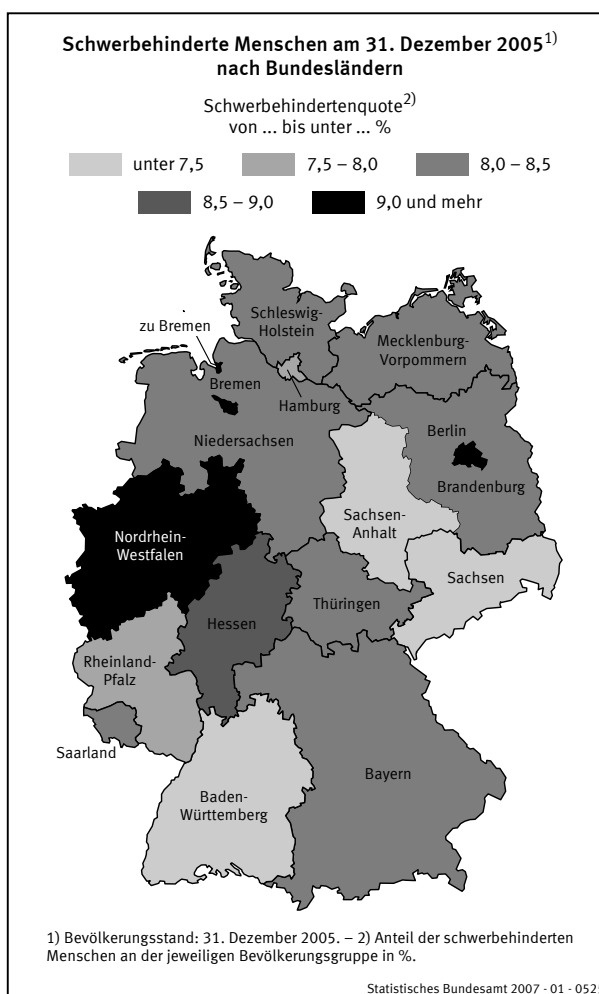 Schwerbehinderte Menschen am 31. Dezember 2005¹⁾
nach Bundesländern
Schwerbehindertenquote²⁾
von ... bis unter ... %
unter 7,5
7,5 – 8,0
8,0 – 8,5
8,5 – 9,0
9,0 und mehr
Schleswig-
Holstein
zu Bremen
Mecklenburg-
Vorpommern
Bremen
Hamburg
Niedersachsen
Berlin
Brandenburg
Sachsen-
Anhalt
Nordrhein-
Westfalen
Sachsen
Thüringen
Hessen
Rheinland-
Pfalz
Saarland
Bayern
Baden-
Württemberg
1) Bevölkerungsstand: 31. Dezember 2005. – 2) Anteil der schwerbehinderten
Menschen an der jeweiligen Bevölkerungsgruppe in %.
Statistisches Bundesamt 2007 - 01 - 0525